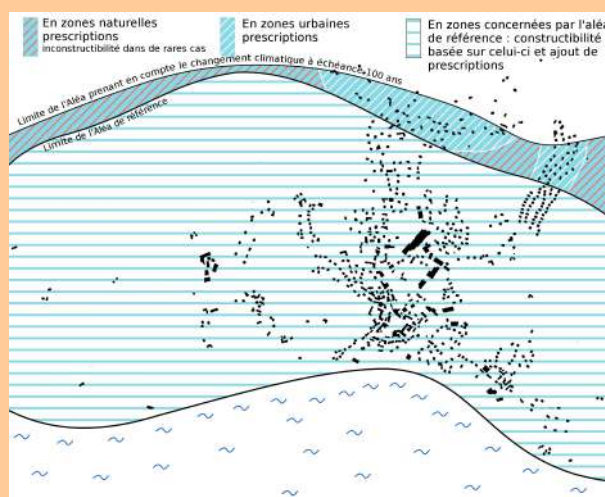 En zones naturelles
prescriptions
inconstructibilité dans de rares cas
En zones urbaines
prescriptions
En zones concernées par l'aléa
de référence : constructibilité
basée sur celui-ci et ajout de
prescriptions
Limite de l'Aléa prenant en compte le changement climatique à échéance 100 ans
Limite de l'Aléa de référence